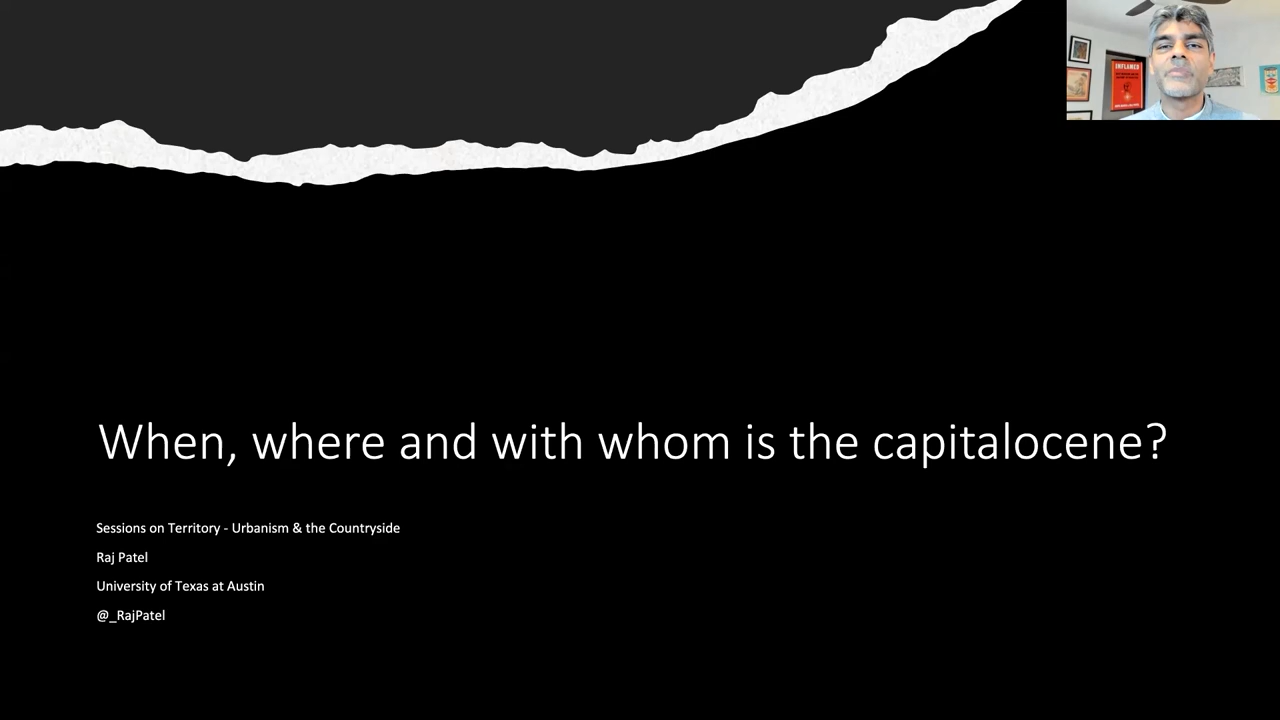 INFLAMED
When, where and with whom is the capitalocene?
Sessions on Territory - Urbanism & the Countryside
Raj Patel
University of Texas at Austin
@_RajPatel